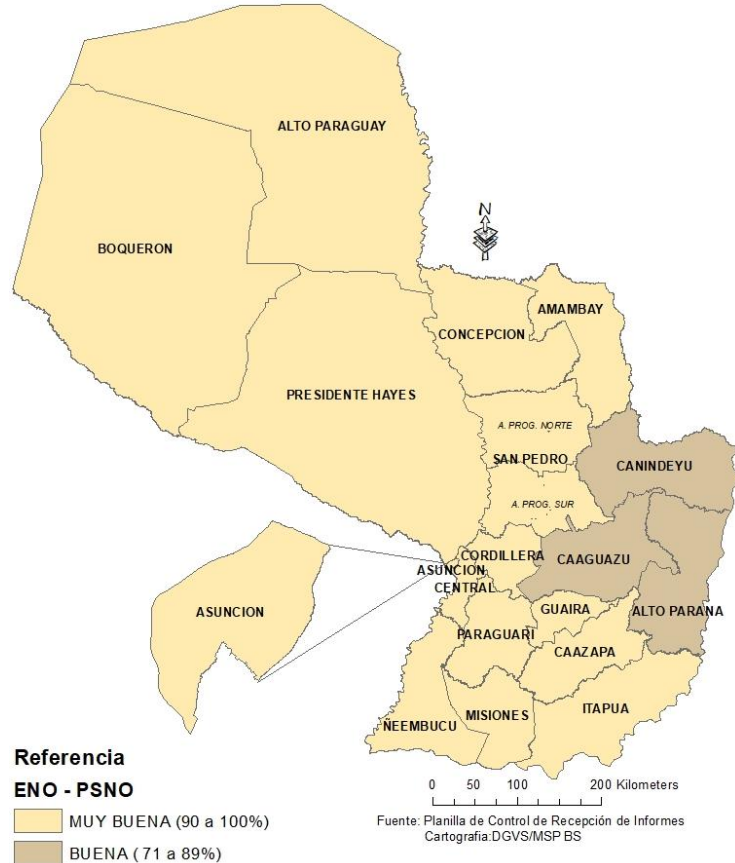 ALTO PARAGUAY
BOQUERON
N
AMAMBAY
CONCEPCION
PRESIDENTE HAYES
A. PROG. NORTE
SAN PEDRO
CANINDEYU
A. PROG. SUR
CORDILLERA
CAAGUAZU
ASUNCION
CENTRAL
ASUNCION
GUAIRA
ALTO PARANA
PARAGUARI
CAAZAPA
ITAPUA
MISIONES
ÑEEMBUCU
Referencia
ENO - PSNO
MUY BUENA (90 a 100%)
BUENA ( 71 a 89%)
0 50 100 200 Kilometers
Fuente: Planilla de Control de Recepción de Informes
Cartografia:DGVS/MSP BS